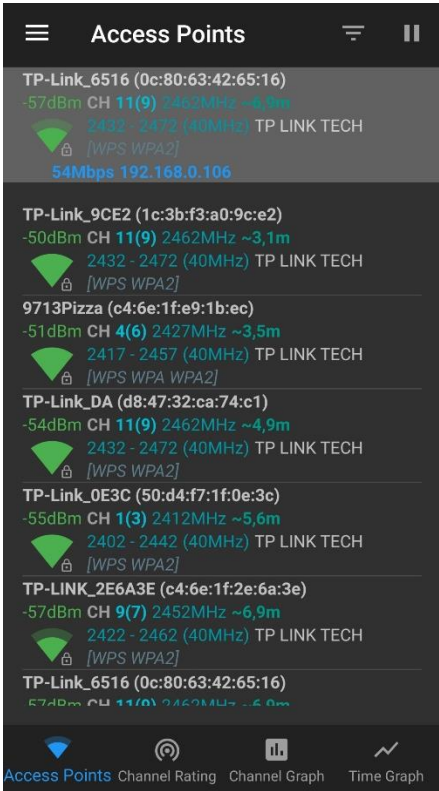 Access Points
TP-Link_6516 (0c:80:63:42:65:16)
-57dBm CH 11(9) 2462MHz ~6,9m
2432 - 2472 (40MHz) TP LINK TECH
[WPS WPA2]
54Mbps 192.168.0.106
TP-Link_9CE2 (1c:3b:f3:a0:9c:e2)
-50dBm CH 11(9) 2462MHz ~3,1m
2432 - 2472 (40MHz) TP LINK TECH
[WPS WPA2]
9713Pizza (c4:6e:1f:e9:1b:ec)
-51dBm CH 4(6) 2427MHz ~3,5m
2417 - 2457 (40MHz) TP LINK TECH
[WPS WPA WPA2]
TP-Link_DA (d8:47:32:ca:74:c1)
-54dBm CH 11(9) 2462MHz ~4,9m
2432 - 2472 (40MHz) TP LINK TECH
[WPS WPA2]
TP-Link_0E3C (50:d4:f7:1f:0e:3c)
-55dBm CH 1(3) 2412MHz ~5,6m
2402 - 2442 (40MHz) TP LINK TECH
[WPS WPA2]
TP-LINK_2E6A3E (c4:6e:1f:2e:6a:3e)
-57dBm CH 9(7) 2452MHz ~6,9m
2422 - 2462 (40MHz) TP LINK TECH
[WPS WPA2]
TP-Link_6516 (0c:80:63:42:65:16)
-57dBm CH 11(9) 2462MHz ~6,9m
Access Points Channel Rating Channel Graph Time Graph